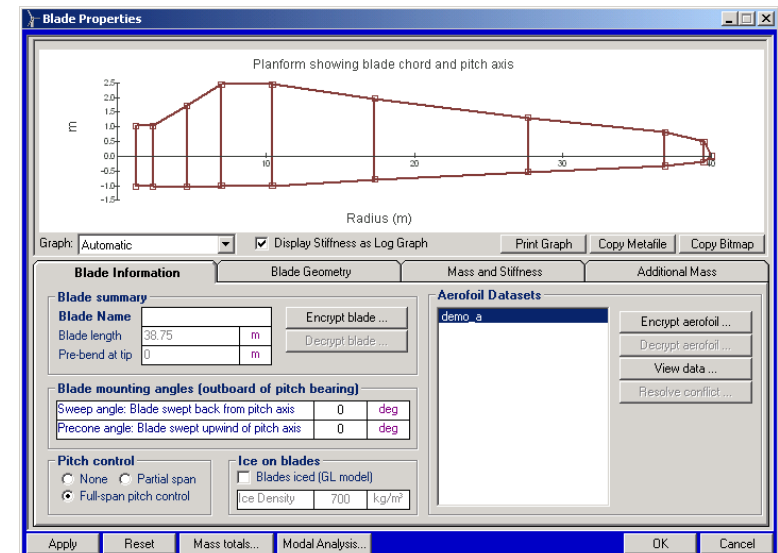 Blade Properties
Planform showing blade chord and pitch axis
2.5
2.0
1.5
1.0
0.5
0.0
-0.5
-1.0
-1.5
m
10
20
30
40
Radius (m)
Graph: Automatic
Display Stiffness as Log Graph
Print Graph
Copy Metafile
Copy Bitmap
Blade Information
Blade Geometry
Mass and Stiffness
Additional Mass
Blade summary
Blade Name
Blade length 38.75 m
Pre-bend at tip 0 m
Encrypt blade ...
Decrypt blade ...
Blade mounting angles (outboard of pitch bearing)
Sweep angle: Blade swept back from pitch axis 0 deg
Precone angle: Blade swept upwind of pitch axis 0 deg
Pitch control
None Partial span
Full-span pitch control
Ice on blades
Blades iced (GL model)
Ice Density 700 kg/m³
Aerofoil Datasets
demo_a
Encrypt aerofoil ...
Decrypt aerofoil ...
View data ...
Resolve conflict ...
Apply
Reset
Mass totals...
Modal Analysis...
OK
Cancel